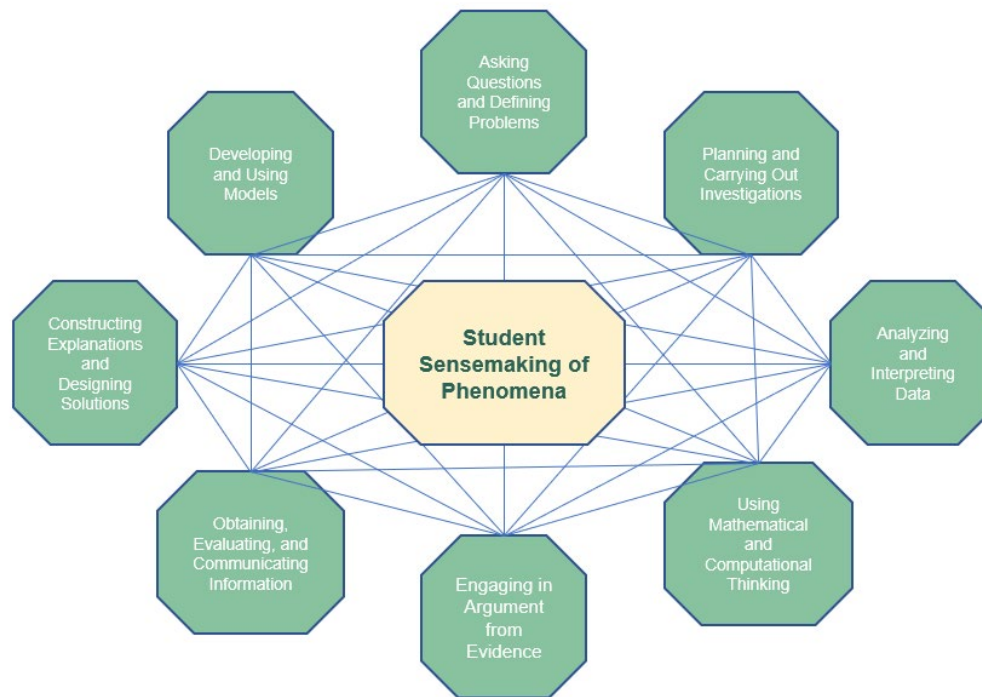 Asking
Questions
and Defining
Problems
Developing
and Using
Models
Planning and
Carrying Out
Investigations
Constructing
Explanations
and
Designing
Solutions
Student
Sensemaking of
Phenomena
Analyzing
and
Interpreting
Data
Obtaining,
Evaluating, and
Communicating
Information
Using
Mathematical
and
Computational
Thinking
Engaging in
Argument
from
Evidence